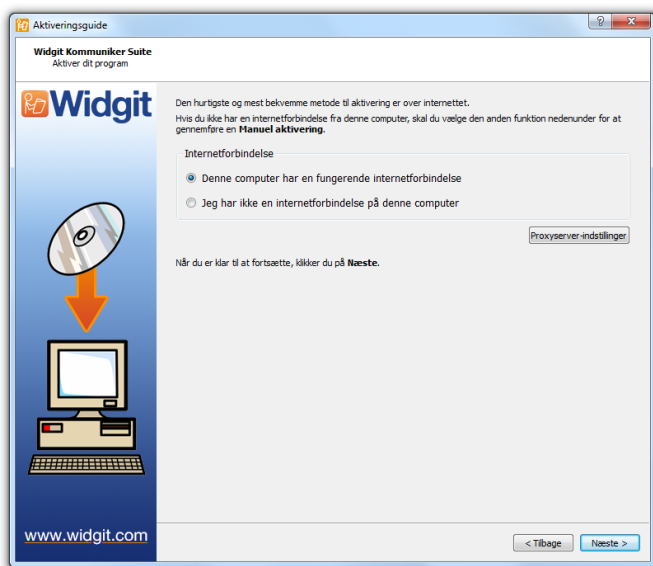 Aktiveringsguide
Widgit Kommuniker Suite
Aktiver dit program
Widgit
Den hurtigste og mest bekvemme metode til aktivering er over internettet.
Hvis du ikke har en internetforbindelse fra denne computer, skal du vælge den anden funktion nedenunder for at
gennemføre en Manuel aktivering.
Internetforbindelse
Denne computer har en fungerende internetforbindelse
Jeg har ikke en internetforbindelse på denne computer
Proxyserver-indstillinger
Når du er klar til at fortsætte, klikker du på Næste.
www.widgit.com
< Tilbage
Næste >